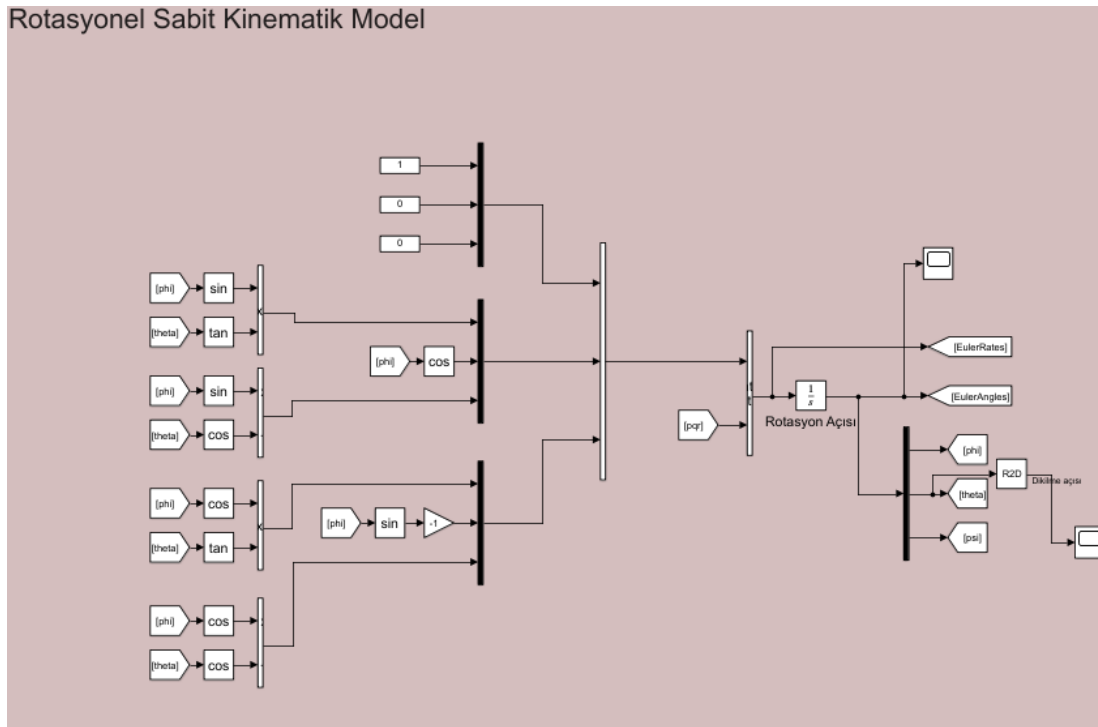 Rotasyonel Sabit Kinematik Model
1
0
0
[phi]
sin
[theta]
tan
[phi]
cos
[phi]
sin
[theta]
cos
[phi]
cos
[theta]
tan
[phi]
sin
-1
[phi]
cos
[theta]
cos
[pqr]
1
s
Rotasyon Açısı
[EulerRates]
[EulerAngles]
[phi]
[theta]
[psi]
R2D
Dikilme açısı